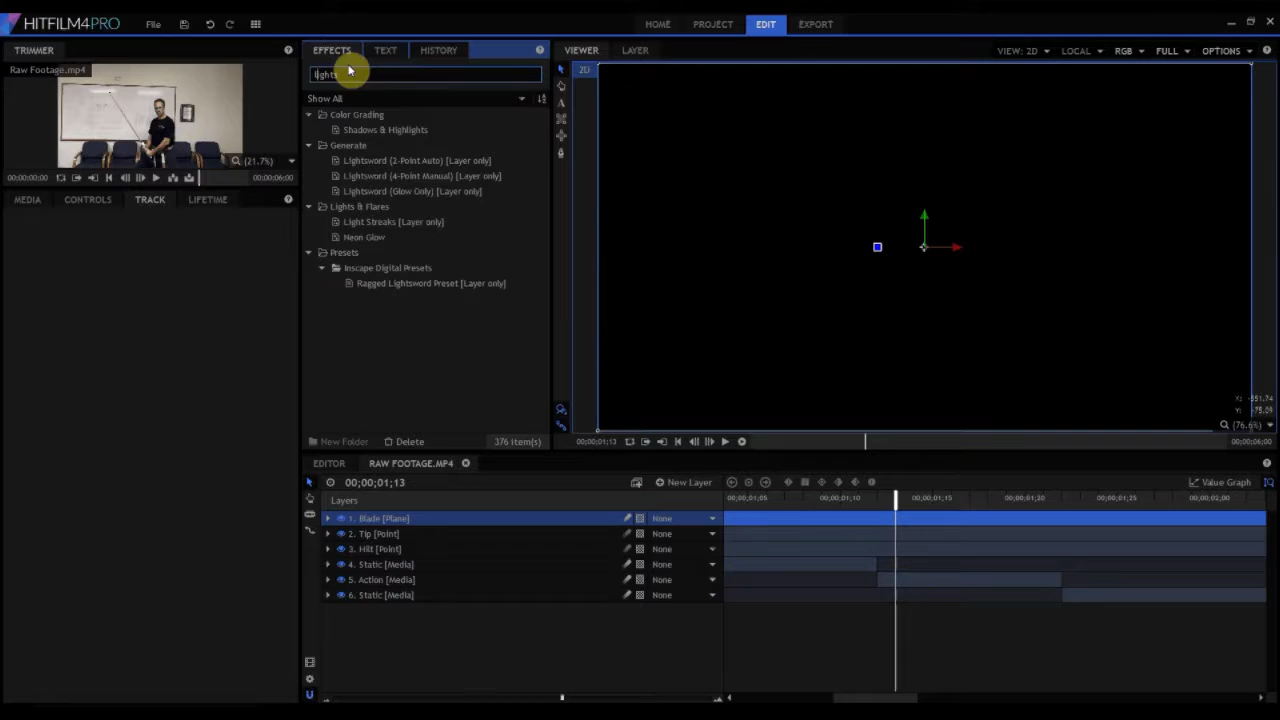 HITFILM4PRO
File
HOME
PROJECT
EDIT
EXPORT
TRIMMER
EFFECTS
TEXT
HISTORY
VIEWER
LAYER
VIEW: 2D
LOCAL
RGB
FULL
OPTIONS
Raw Footage.mp4
lights
2D
Show All
Color Grading
Shadows & Highlights
Generate
Lightsword (2-Point Auto) [Layer only]
Lightsword (4-Point Manual) [Layer only]
Lightsword (Glow Only) [Layer only]
Lights & Flares
Light Streaks [Layer only]
Neon Glow
Presets
Inscape Digital Presets
Ragged Lightsword Preset [Layer only]
(21.7%)
00;00;00;00
00;00;06;00
MEDIA
CONTROLS
TRACK
LIFETIME
X: -551.74
Y: -75.09
(76.6%)
New Folder
Delete
376 item(s)
00;00;01;13
00;00;06;00
EDITOR
RAW FOOTAGE.MP4
00;00;01;13
New Layer
Value Graph
Layers
00;00;01;05
00;00;01;10
00;00;01;15
00;00;01;20
00;00;01;25
00;00;02;00
1. Blade [Plane]
None
2. Tip [Point]
None
3. Hilt [Point]
None
4. Static [Media]
None
5. Action [Media]
None
6. Static [Media]
None